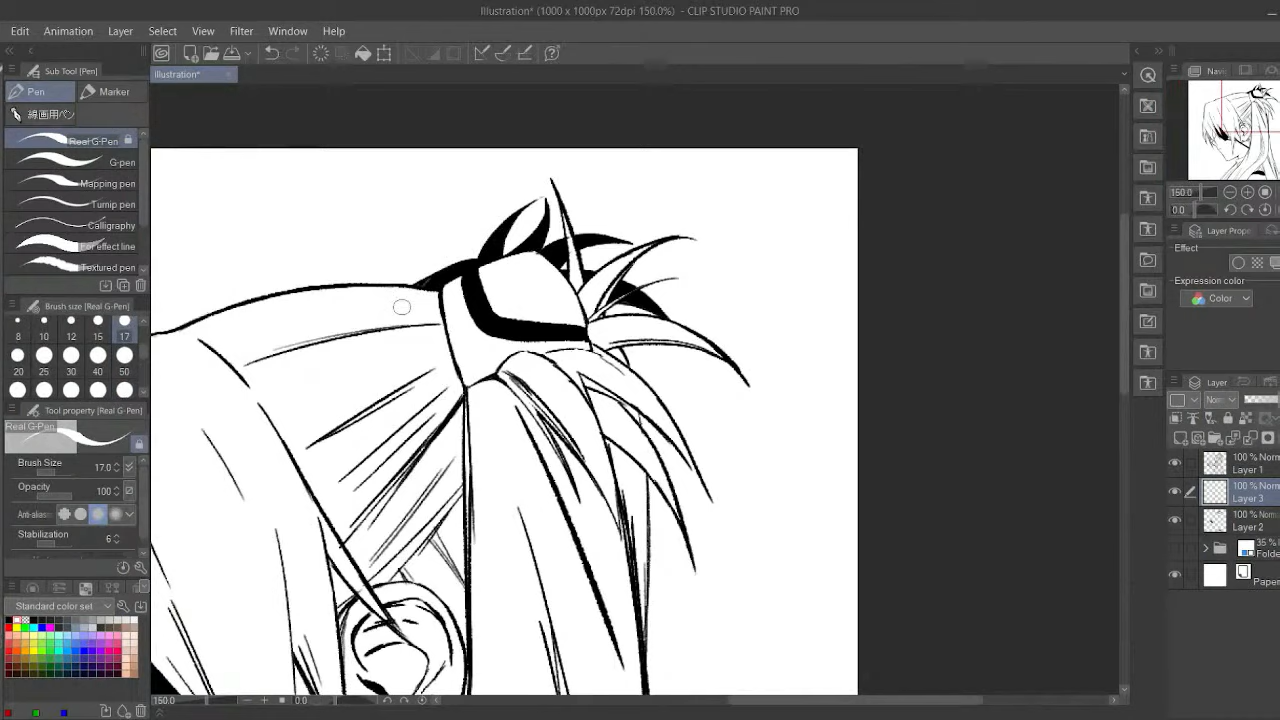 Illustration* (1000 x 1000px 72dpi 150.0%) - CLIP STUDIO PAINT PRO
Edit Animation Layer Select View Filter Window Help
Sub Tool [Pen]
Illustration*
Navi
Pen Marker
線画用ペン
Real G-Pen
G-pen
Mapping pen
Turnip pen
Calligraphy
For effect line
Textured pen
Brush size [Real G-Pen]
8 10 12 15 17
20 25 30 40 50
Tool property [Real G-Pen]
Real G-Pen
Brush Size 17.0
Opacity 100
Anti-alias
Stabilization 6
Standard color set
150.0 0.0
150.0
0.0
Layer Prop
Effect
Expression color
Color
Layer
Norm
100 % Norm
Layer 1
100 % Norm
Layer 3
100 % Norm
Layer 2
35 %
Folde
Paper